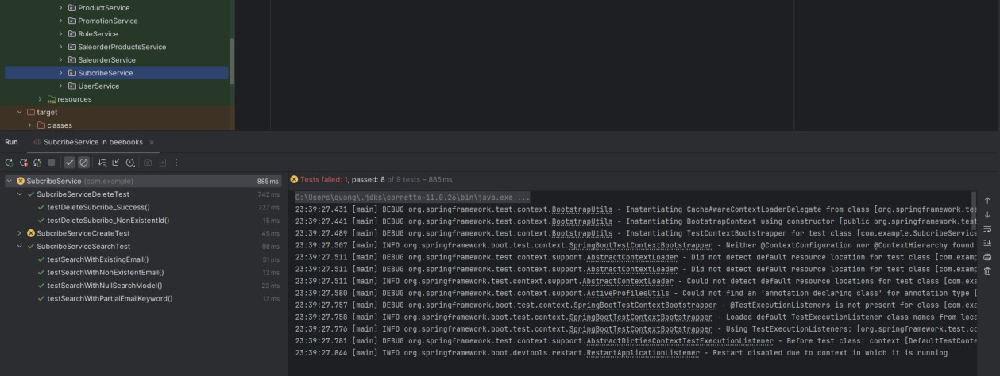 ProductService
PromotionService
RoleService
SaleorderProductsService
SaleorderService
SubcribeService
UserService
resources
target
classes
Run
SubcribeService in beebooks
SubcribeService (com.example) 885 ms
SubcribeServiceDeleteTest 742 ms
testDeleteSubcribe_Success() 727 ms
testDeleteSubcribe_NonExistentId() 15 ms
SubcribeServiceCreateTest 45 ms
SubcribeServiceSearchTest 98 ms
testSearchWithExistingEmail() 51 ms
testSearchWithNonExistentEmail() 12 ms
testSearchWithNullSearchModel() 23 ms
testSearchWithPartialEmailKeyword() 12 ms
Tests failed: 1, passed: 8 of 9 tests – 885 ms
C:\Users\quang\.jdks\corretto-11.0.26\bin\java.exe ...
23:39:27.431 [main] DEBUG org.springframework.test.context.BootstrapUtils - Instantiating CacheAwareContextLoaderDelegate from class [org.springframework.tes
23:39:27.441 [main] DEBUG org.springframework.test.context.BootstrapUtils - Instantiating BootstrapContext using constructor [public org.springframework.test
23:39:27.489 [main] DEBUG org.springframework.test.context.BootstrapUtils - Instantiating TestContextBootstrapper for test class [com.example.SubcribeService
23:39:27.507 [main] INFO org.springframework.boot.test.context.SpringBootTestContextBootstrapper - Neither @ContextConfiguration nor @ContextHierarchy found
23:39:27.511 [main] DEBUG org.springframework.test.context.support.AbstractContextLoader - Did not detect default resource location for test class [com.examp
23:39:27.511 [main] DEBUG org.springframework.test.context.support.AbstractContextLoader - Did not detect default resource location for test class [com.examp
23:39:27.511 [main] INFO org.springframework.test.context.support.AbstractContextLoader - Could not detect default resource locations for test class [com.exa
23:39:27.580 [main] DEBUG org.springframework.test.context.support.ActiveProfilesUtils - Could not find an 'annotation declaring class' for annotation type [
23:39:27.757 [main] DEBUG org.springframework.boot.test.context.SpringBootTestContextBootstrapper - @TestExecutionListeners is not present for class [com.exa
23:39:27.758 [main] INFO org.springframework.boot.test.context.SpringBootTestContextBootstrapper - Loaded default TestExecutionListener class names from loca
23:39:27.776 [main] INFO org.springframework.boot.test.context.SpringBootTestContextBootstrapper - Using TestExecutionListeners: [org.springframework.test.co
23:39:27.781 [main] DEBUG org.springframework.test.context.support.AbstractDirtiesContextTestExecutionListener - Before test class: context [DefaultTestConte
23:39:27.844 [main] INFO org.springframework.boot.devtools.restart.RestartApplicationListener - Restart disabled due to context in which it is running